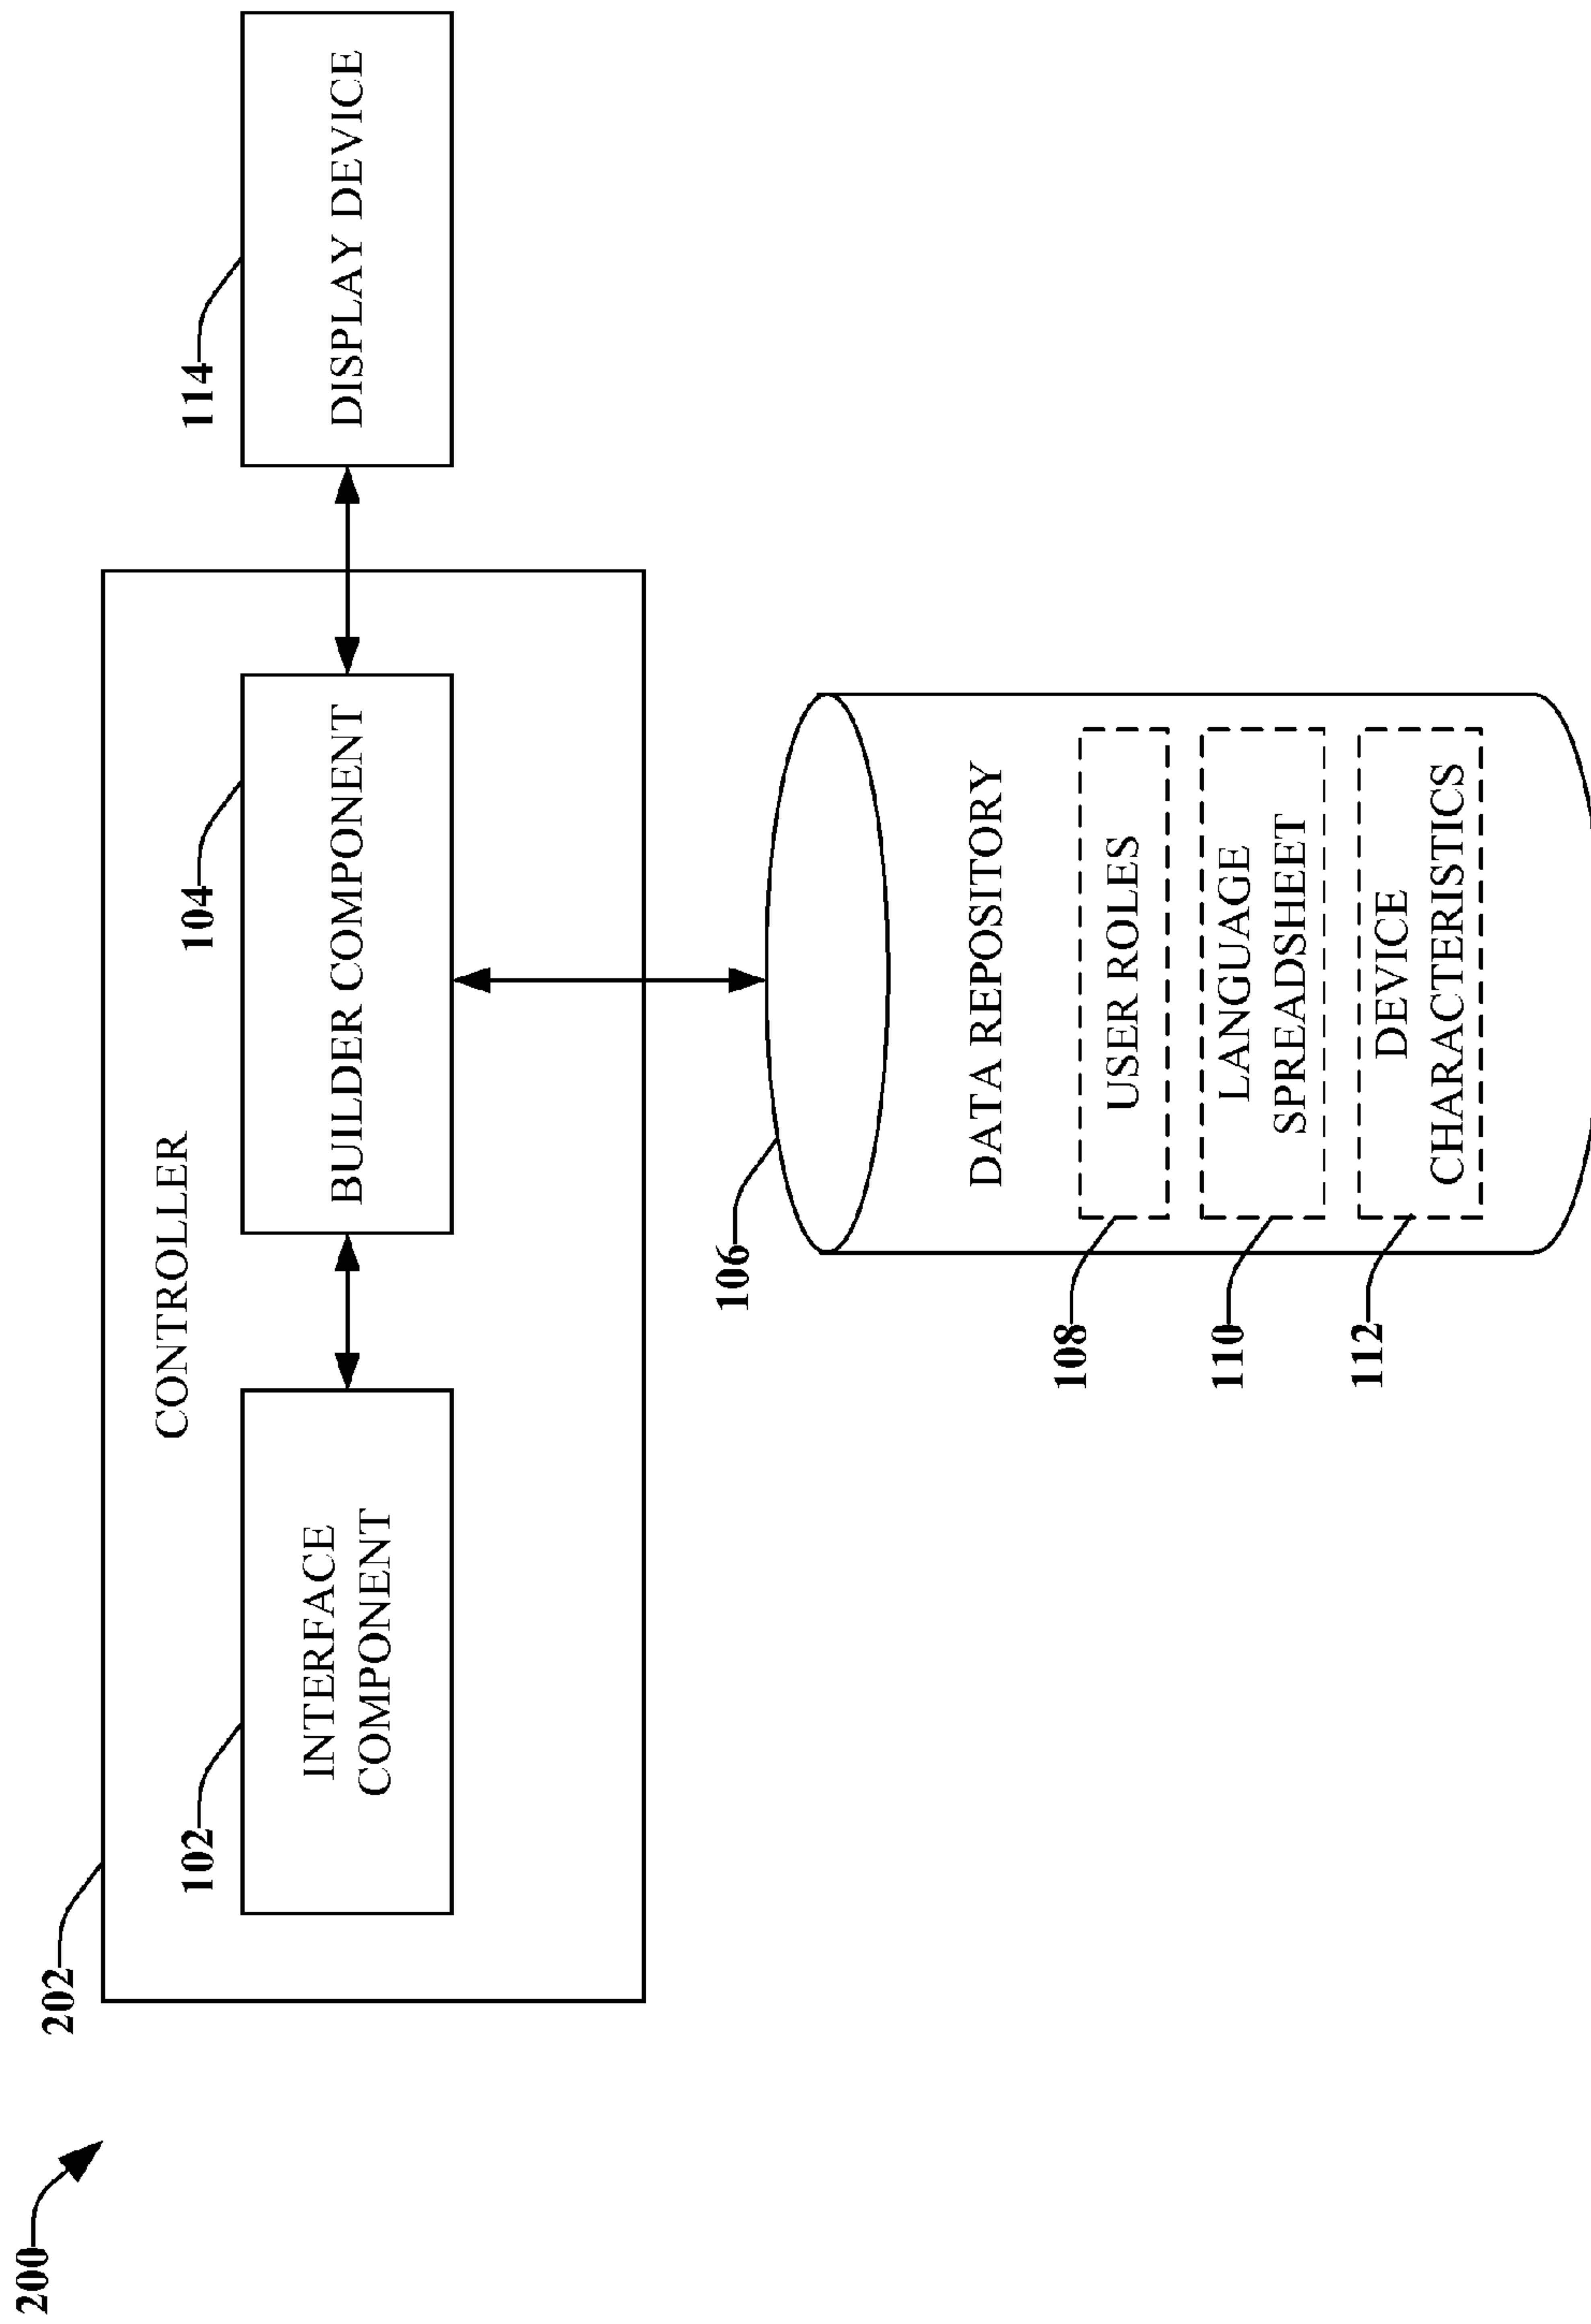 200
202
CONTROLLER
102
INTERFACE
COMPONENT
104
BUILDER COMPONENT
114
DISPLAY DEVICE
106
DATA REPOSITORY
108
USER ROLES
110
LANGUAGE
SPREADSHEET
112
DEVICE
CHARACTERISTICS